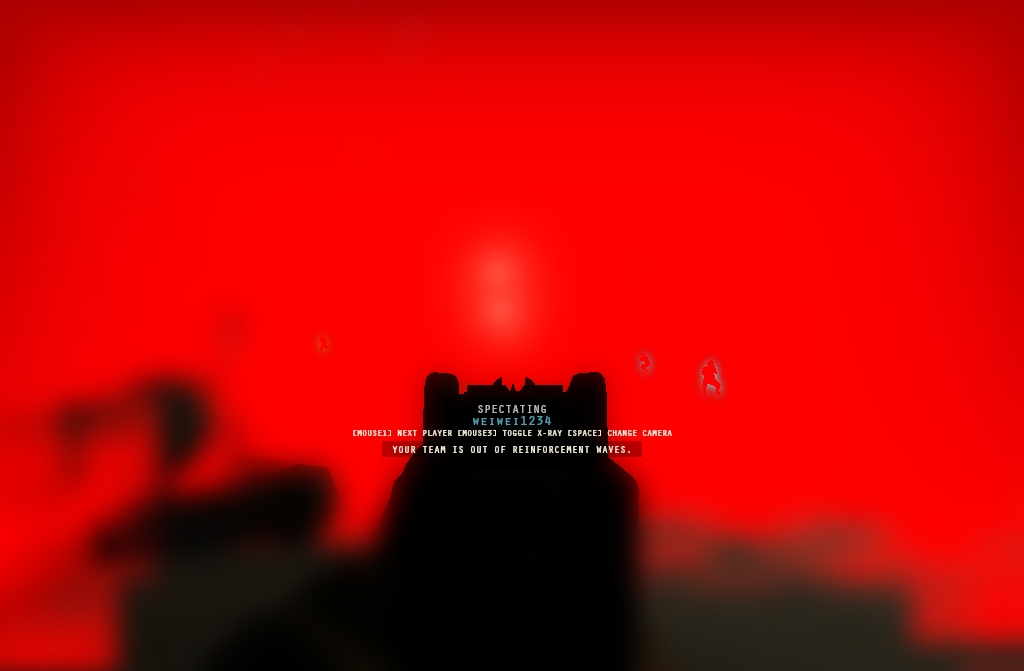 SPECTATING
WEIWEI1234
[MOUSE1] NEXT PLAYER [MOUSE3] TOGGLE X-RAY [SPACE] CHANGE CAMERA
YOUR TEAM IS OUT OF REINFORCEMENT WAVES.